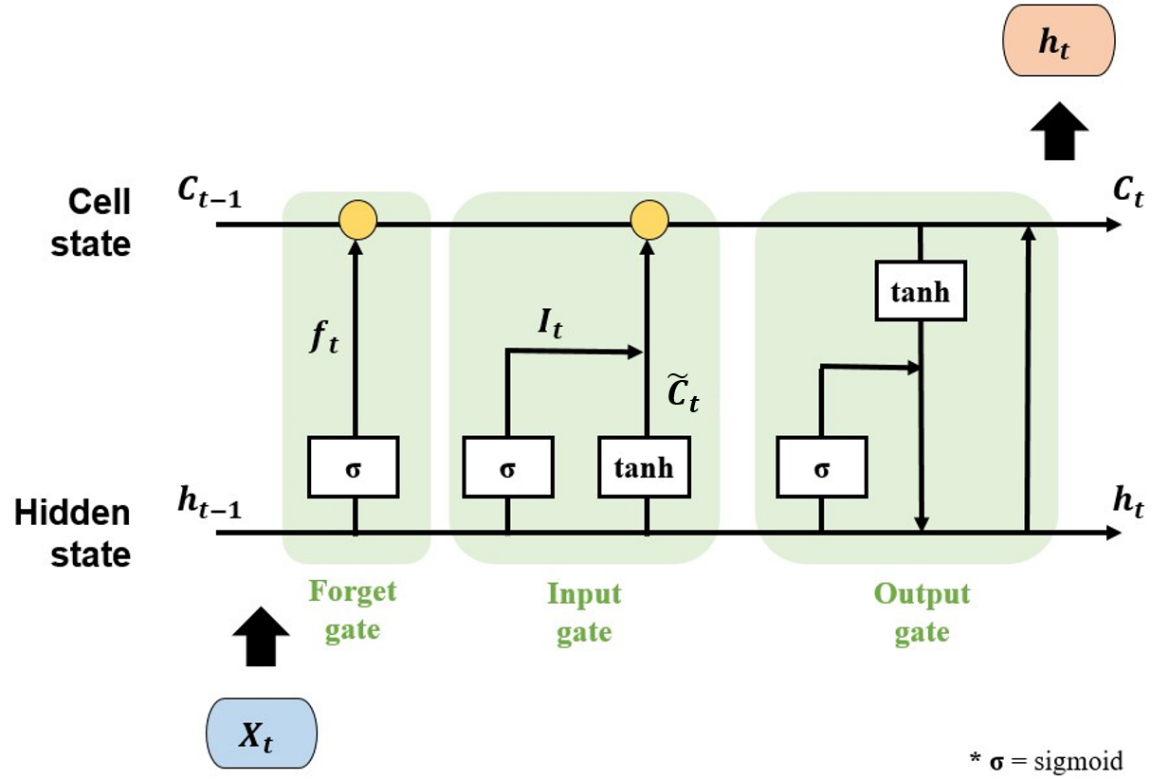 h_t
C_{t−1}
C_t
Cell
state
tanh
I_t
f_t
C̃_t
σ
σ
tanh
σ
h_{t−1}
h_t
Hidden
state
Forget
gate
Input
gate
Output
gate
X_t
* σ = sigmoid